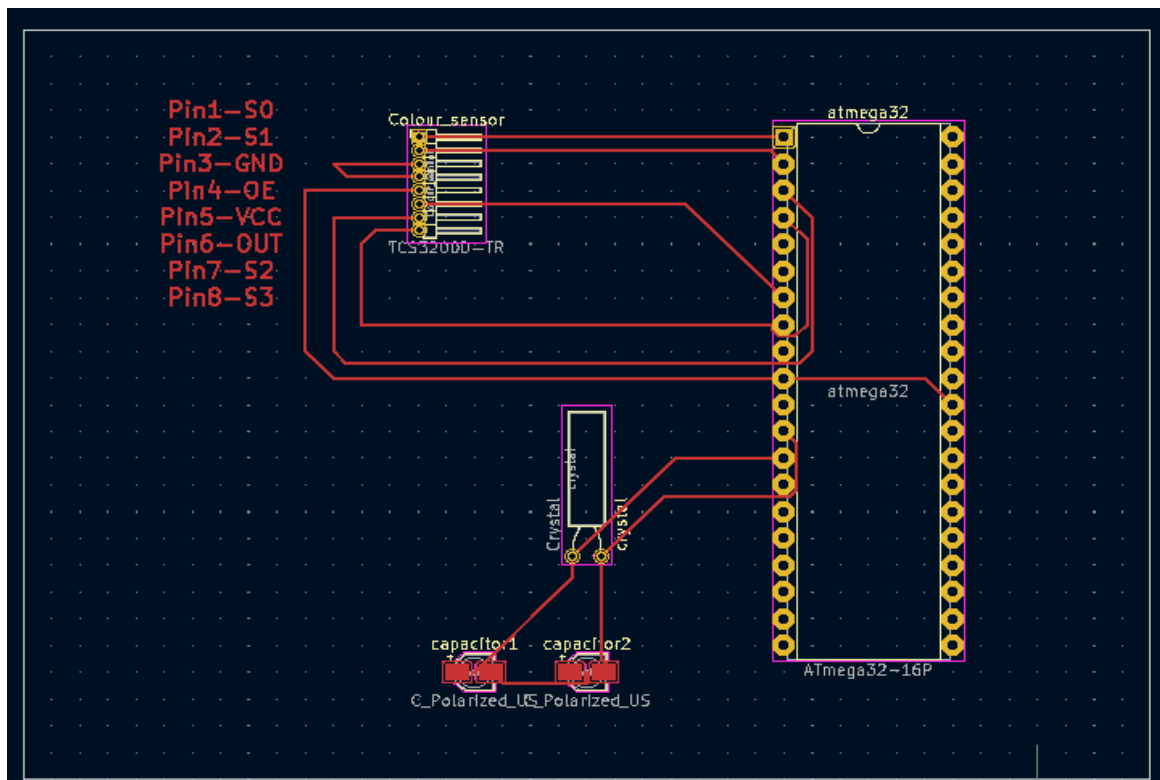 Pin1-S0
Pin2-S1
Pin3-GND
Pin4-OE
Pin5-VCC
Pin6-OUT
Pin7-S2
Pin8-S3
Colour_sensor
TCS3200D-TR
atmega32
atmega32
ATmega32-16P
Crystal
Crystal
Crystal
capacitor1
capacitor2
C_Polarized_US
C_Polarized_US